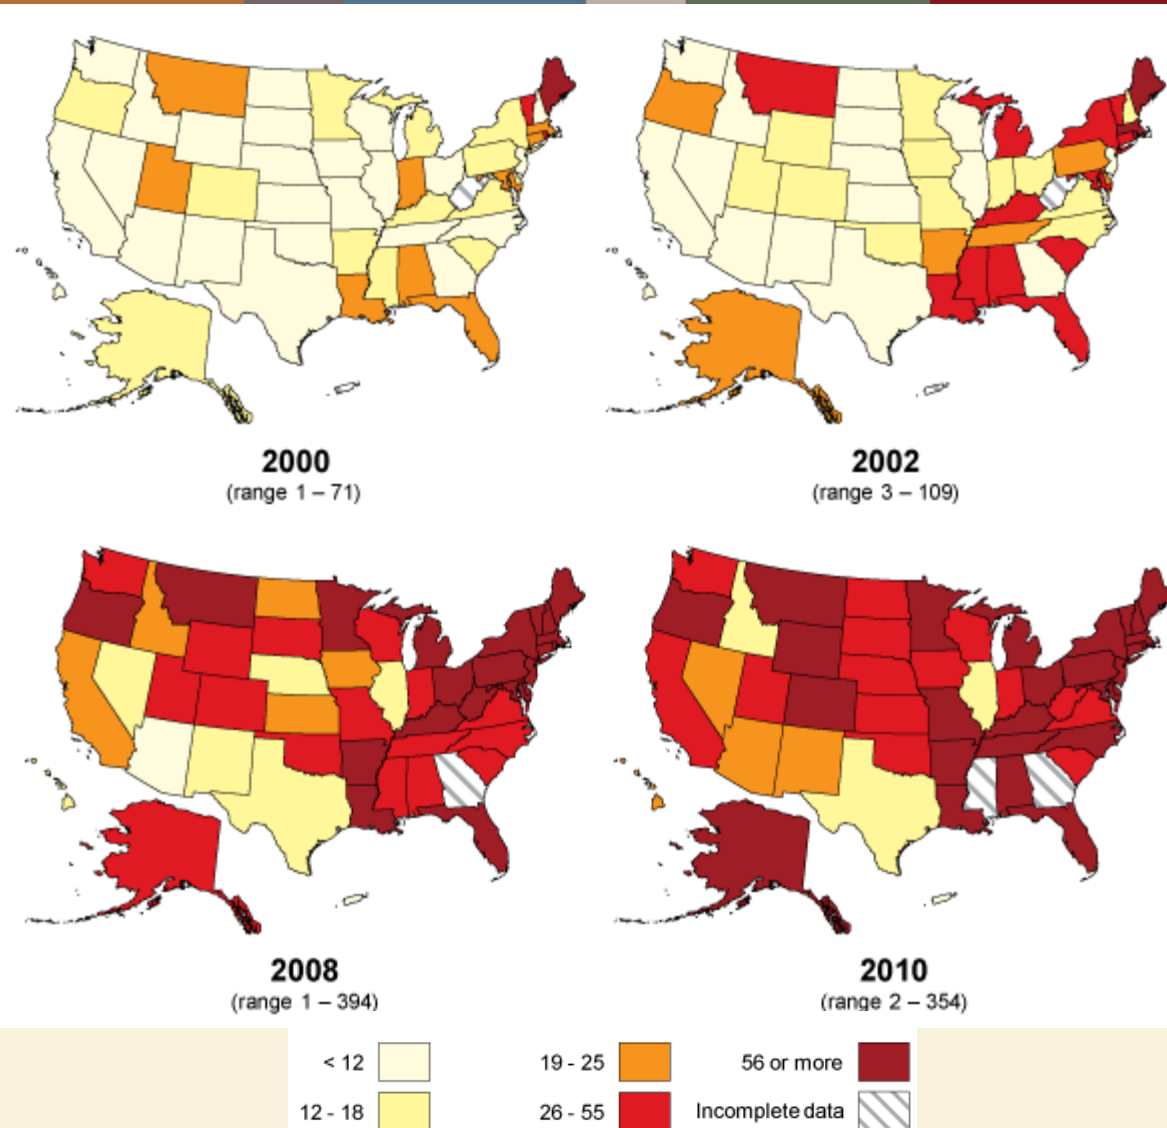 2000
(range 1 – 71)
2002
(range 3 – 109)
2008
(range 1 – 394)
2010
(range 2 – 354)
< 12
19 - 25
56 or more
12 - 18
26 - 55
Incomplete data